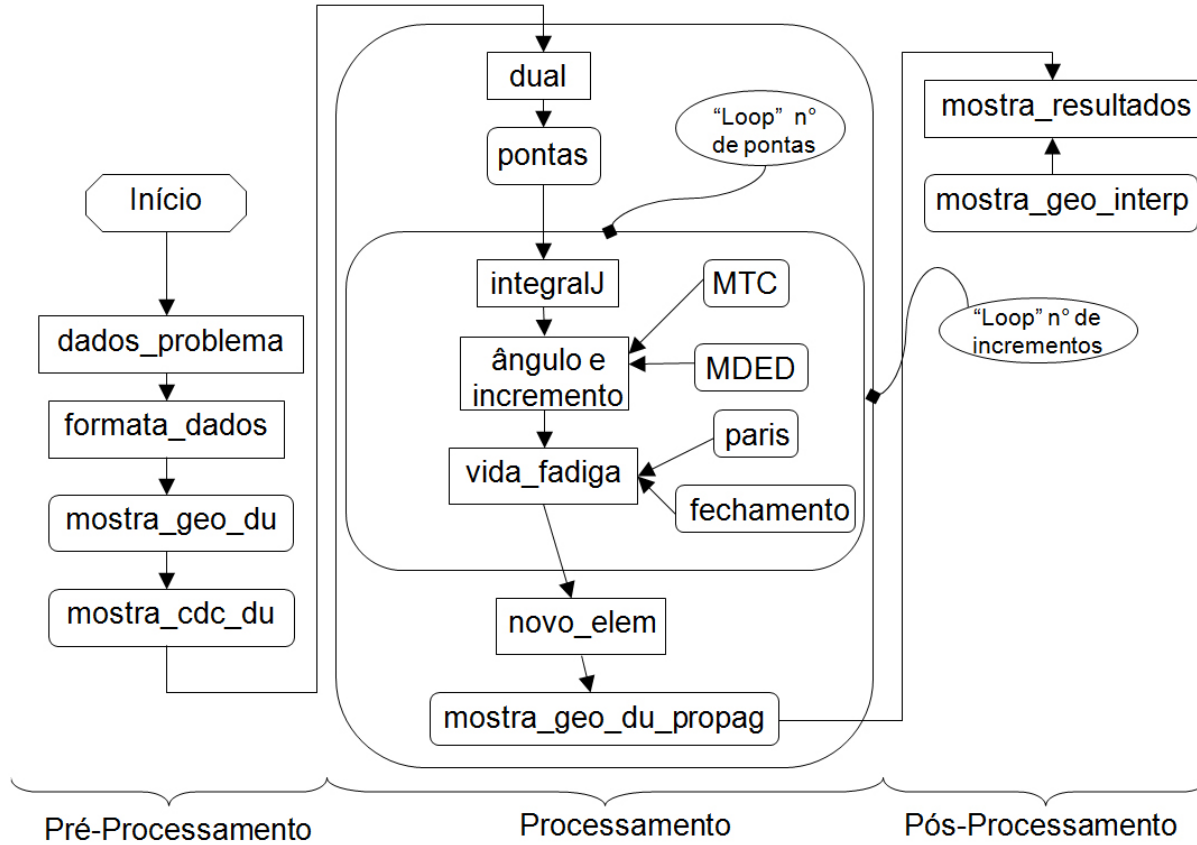 Início
dados_problema
formata_dados
mostra_geo_du
mostra_cdc_du
dual
pontas
“Loop” n°
de pontas
integralJ
MTC
ângulo e
incremento
MDED
vida_fadiga
paris
fechamento
novo_elem
mostra_geo_du_propag
mostra_resultados
mostra_geo_interp
“Loop” n° de
incrementos
Pré-Processamento
Processamento
Pós-Processamento